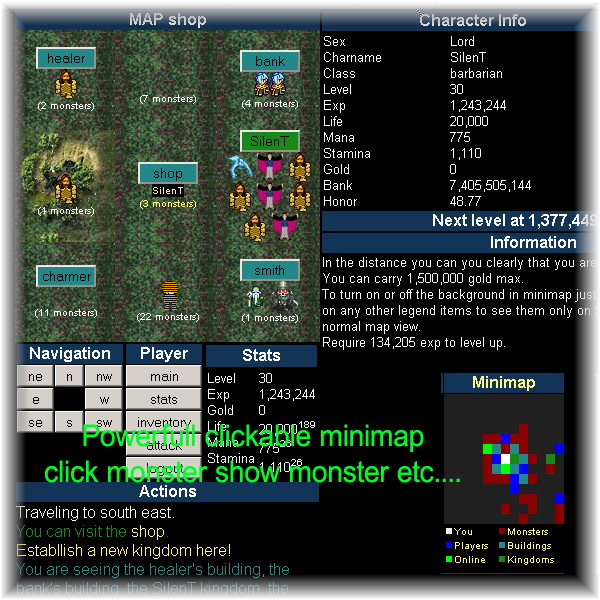 MAP shop
healer
(2 monsters)
(7 monsters)
bank
(4 monsters)
(1 monsters)
shop
SilenT
(3 monsters)
SilenT
charmer
(11 monsters)
(22 monsters)
smith
(1 monsters)
Character Info
Sex Lord
Charname SilenT
Class barbarian
Level 30
Exp 1,243,244
Life 20,000
Mana 775
Stamina 1,110
Gold 0
Bank 7,405,505,144
Honor 48.77
Next level at 1,377,449
Information
In the distance you can you clearly that you are
You can carry 1,500,000 gold max.
To turn on or off the background in minimap just
on any other legend items to see them only on
normal map view.
Require 134,205 exp to level up.
Navigation
ne n nw
e w
se s sw
Player
main
stats
inventory
attack
logout
Stats
Level 30
Exp 1,243,244
Gold 0
Life 20,000 189
Mana 775
Stamina 1,110 26
Powerfull clickable minimap
click monster show monster etc....
Minimap
You Monsters
Players Buildings
Online Kingdoms
Actions
Traveling to south east.
You can visit the shop.
Establlish a new kingdom here!
You are seeing the healer's building, the
bank's building, the SilenT kingdom, the